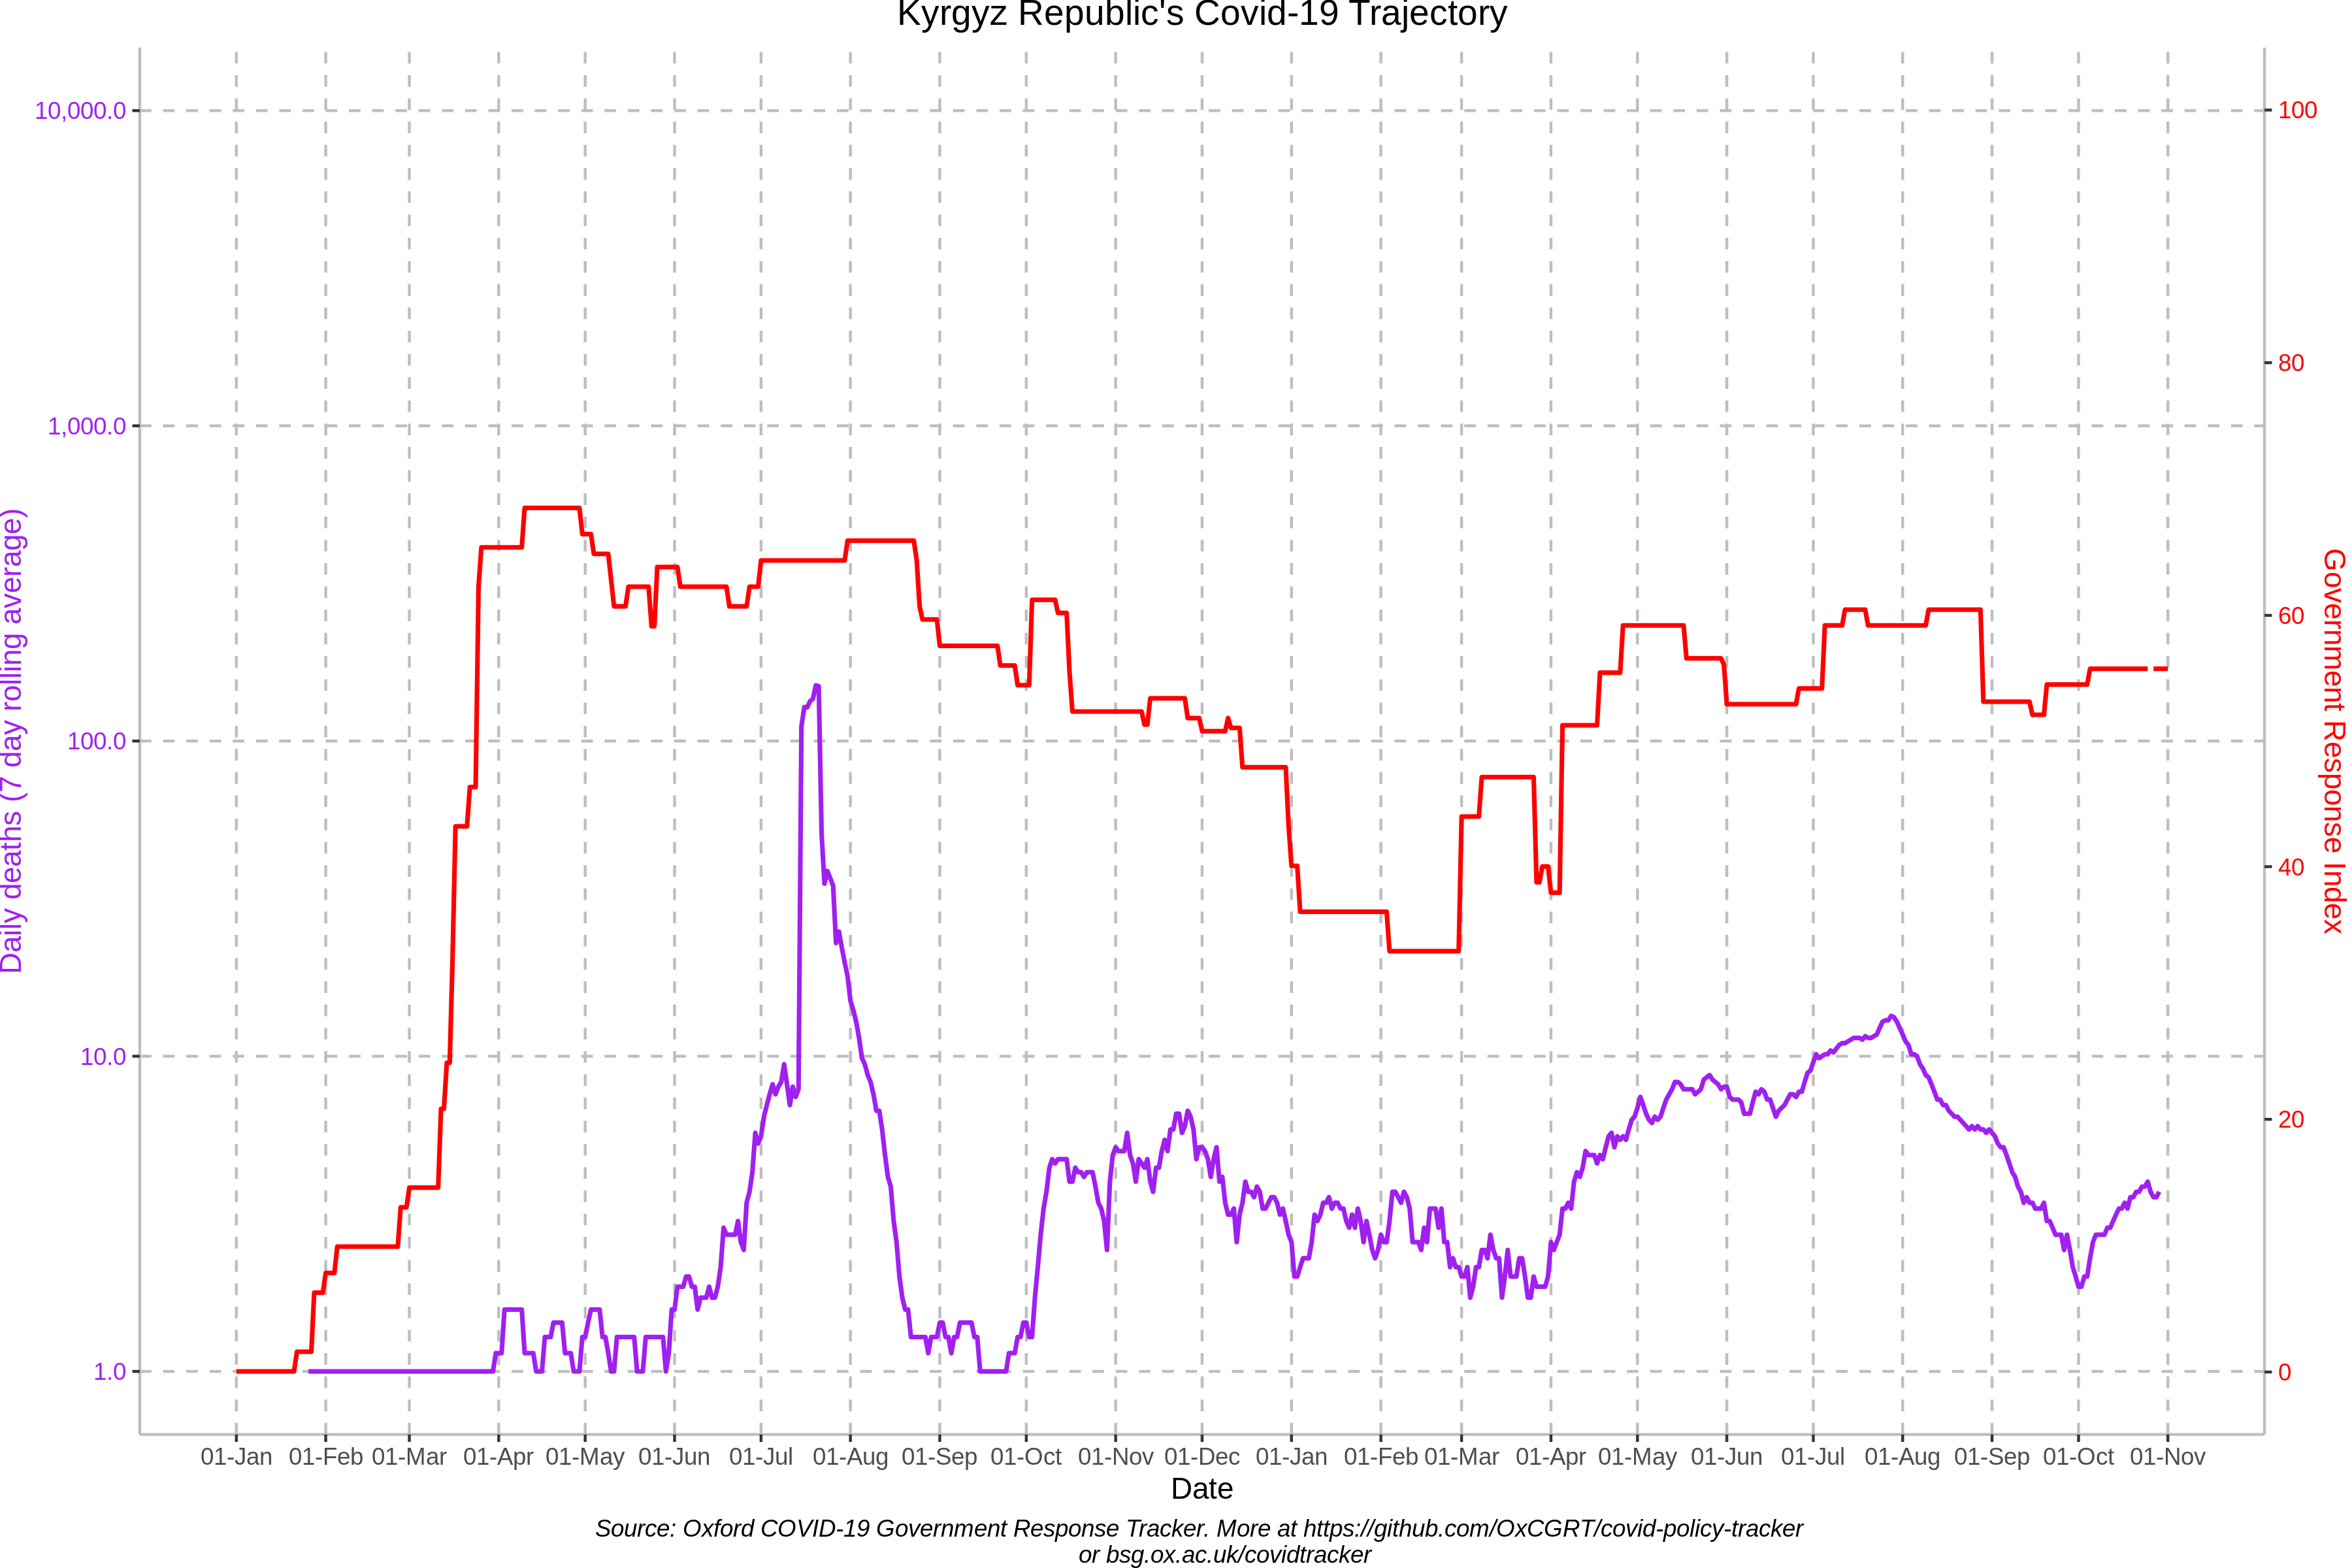 Kyrgyz Republic's Covid-19 Trajectory
10,000.0
1,000.0
100.0
10.0
1.0
Daily deaths (7 day rolling average)
100
80
60
40
20
0
Government Response Index
01-Jan 01-Feb 01-Mar 01-Apr 01-May 01-Jun 01-Jul 01-Aug 01-Sep 01-Oct 01-Nov 01-Dec 01-Jan 01-Feb 01-Mar 01-Apr 01-May 01-Jun 01-Jul 01-Aug 01-Sep 01-Oct 01-Nov
Date
Source: Oxford COVID-19 Government Response Tracker. More at https://github.com/OxCGRT/covid-policy-tracker
or bsg.ox.ac.uk/covidtracker